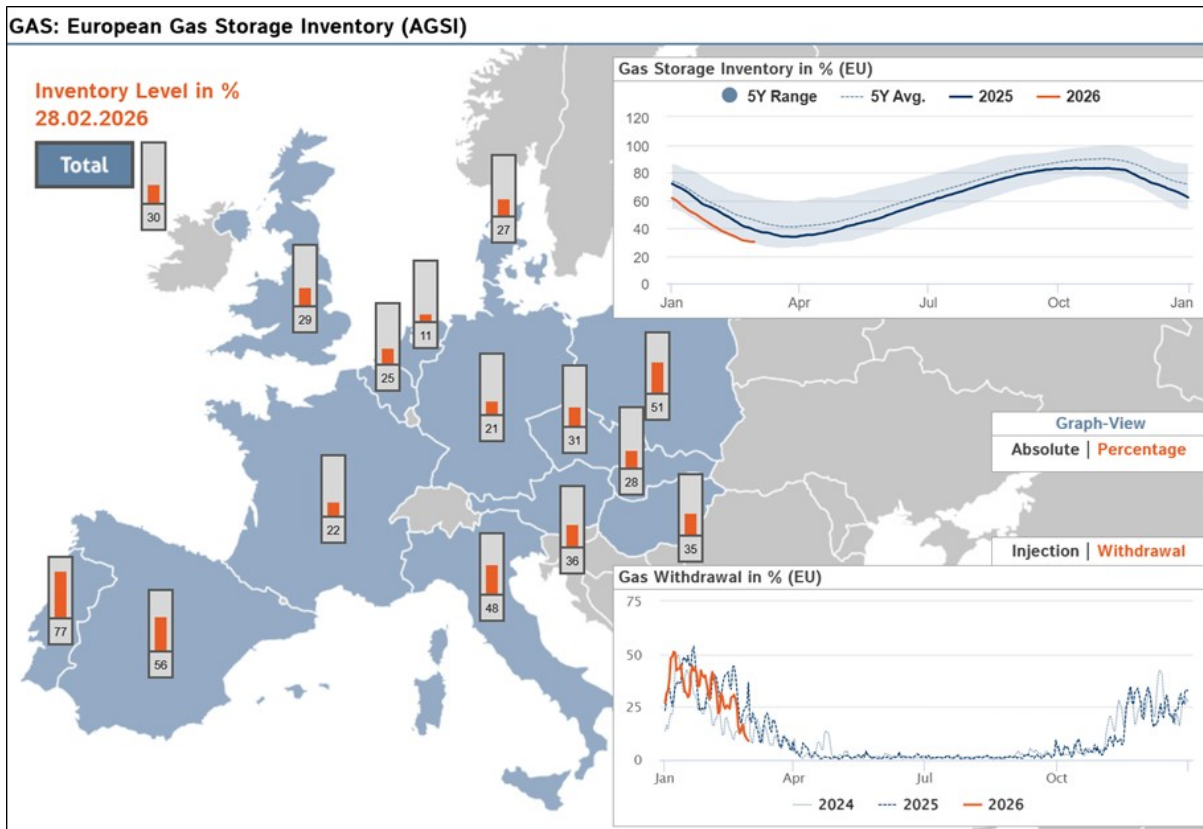 GAS: European Gas Storage Inventory (AGSI)
Inventory Level in %
28.02.2026
Total
30
27
29
11
25
21
31
51
28
22
36
35
48
77
56
Gas Storage Inventory in % (EU)
5Y Range 5Y Avg. 2025 2026
120
100
80
60
40
20
0
Jan Apr Jul Oct Jan
Graph-View
Absolute | Percentage
Injection | Withdrawal
Gas Withdrawal in % (EU)
75
50
25
0
Jan Apr Jul Oct
2024 2025 2026